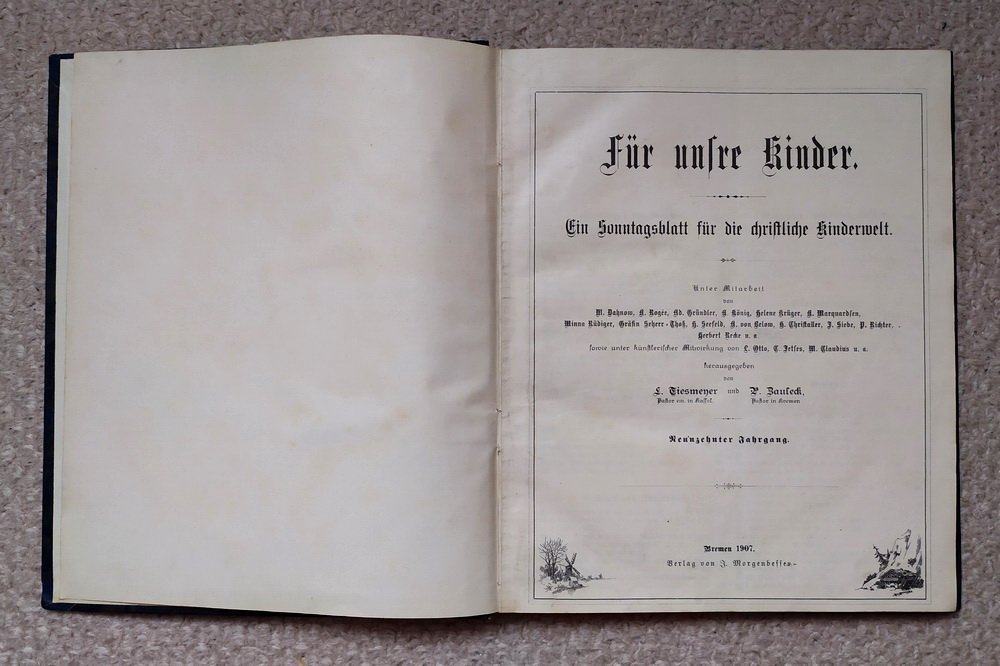 Für unſre Kinder.
Ein Sonntagsblatt für die chriſtliche Kinderwelt.
Unter Mitarbeit
von
M. Dahnow, K. Rogée, Ad. Gründler, K. König, Helene Krüger, A. Marquardſen,
Minna Rüdiger, Gräfin Scherr-Thoß, H. Seefeld, A. von Below, H. Chriſtaller, J. Siebe, P. Richter,
Herbert Recke u. a.
ſowie unter künſtleriſcher Mitwirkung von L. Otto, C. Jetſes, M. Claudius u. a.
herausgegeben
von
L. Tiesmeyer und P. Zauleck,
Paſtor em. in Kaſſel. Paſtor in Bremen
Neunzehnter Jahrgang.
Bremen 1907.
Verlag von J. Morgenbeſſer.